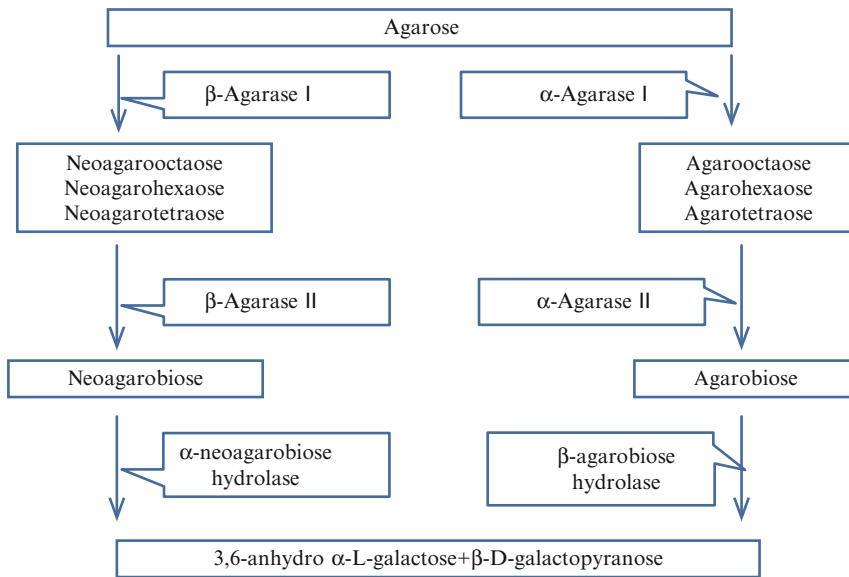 Agarose
β-Agarase I
α-Agarase I
Neoagarooctaose
Neoagarohexaose
Neoagarotetraose
Agarooctaose
Agarohexaose
Agarotetraose
β-Agarase II
α-Agarase II
Neoagarobiose
Agarobiose
α-neoagarobiose
hydrolase
β-agarobiose
hydrolase
3,6-anhydro α-L-galactose+β-D-galactopyranose